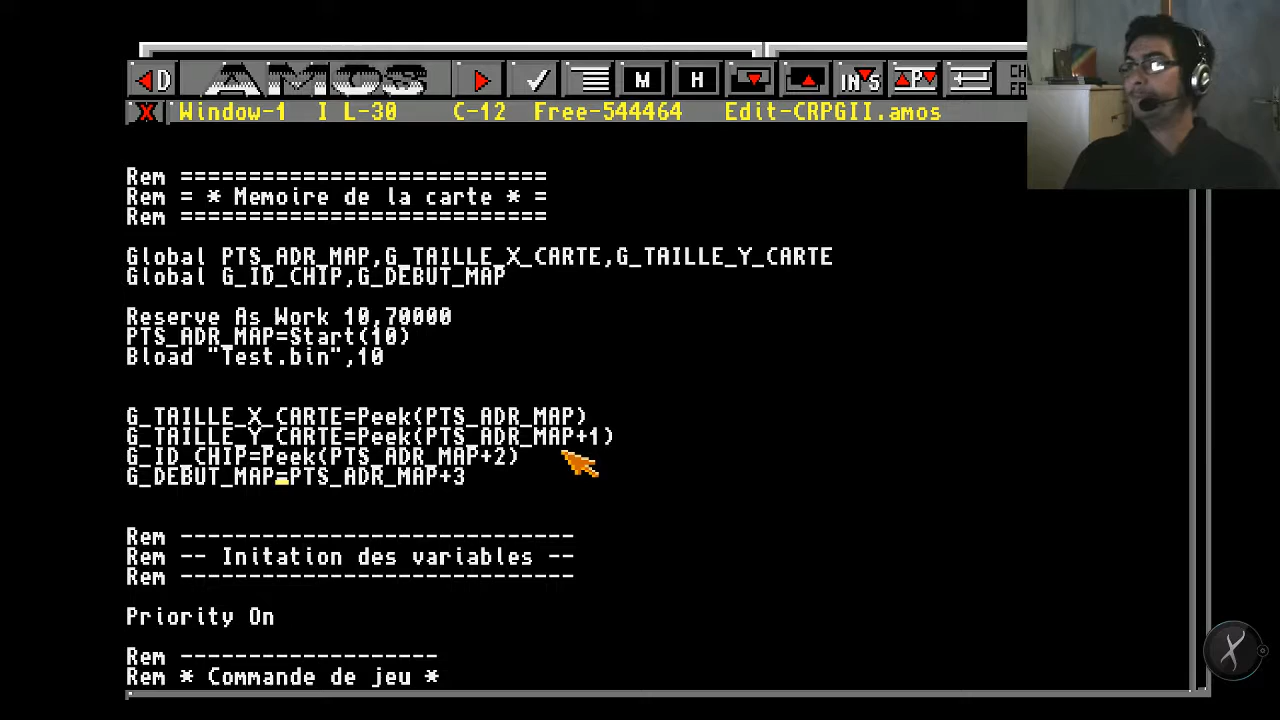 D AMOS M H INS P
X Window-1 I L-30 C-12 Free-544464 Edit-CRPGII.amos
Rem ===========================
Rem = * Memoire de la carte * =
Rem ===========================
Global PTS_ADR_MAP,G_TAILLE_X_CARTE,G_TAILLE_Y_CARTE
Global G_ID_CHIP,G_DEBUT_MAP
Reserve As Work 10,70000
PTS_ADR_MAP=Start(10)
Bload "Test.bin",10
G_TAILLE_X_CARTE=Peek(PTS_ADR_MAP)
G_TAILLE_Y_CARTE=Peek(PTS_ADR_MAP+1)
G_ID_CHIP=Peek(PTS_ADR_MAP+2)
G_DEBUT_MAP=PTS_ADR_MAP+3
Rem -----------------------------
Rem -- Initation des variables --
Rem -----------------------------
Priority On
Rem -------------------
Rem * Commande de jeu *